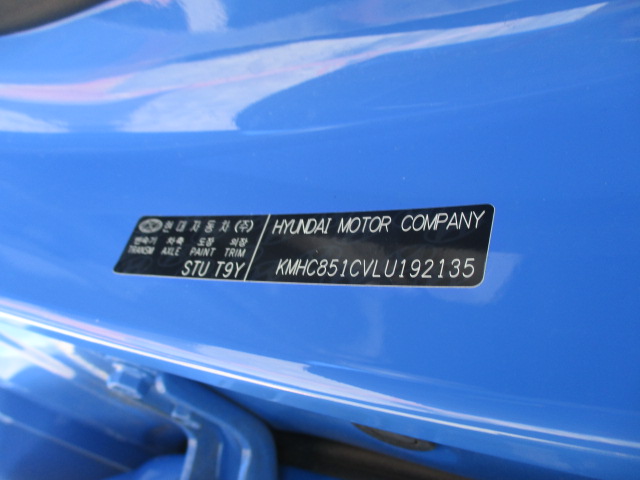 현대자동차(주)
변속기 차축 도장 외장
TRANSM AXLE PAINT TRIM
STU T9Y
HYUNDAI MOTOR COMPANY
KMHC851CVLU192135